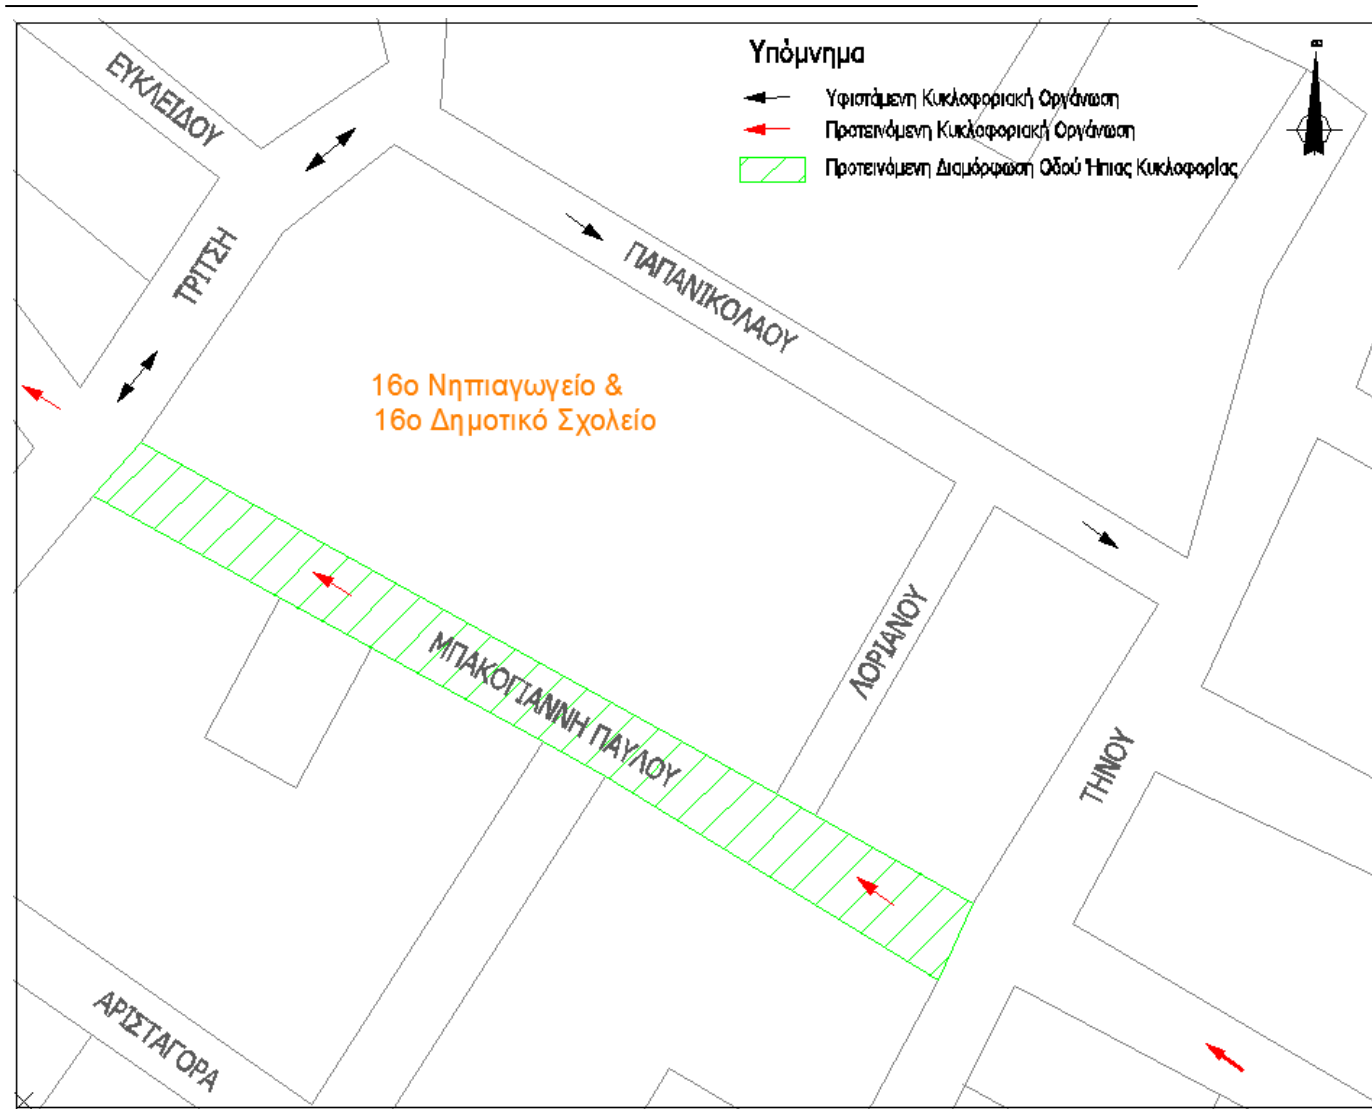 Υπόμνημα
Υφιστάμενη Κυκλοφοριακή Οργάνωση
Προτεινόμενη Κυκλοφοριακή Οργάνωση
Προτεινόμενη Διαμόρφωση Οδού Ήπιας Κυκλοφορίας
ΕΥΚΛΕΙΔΟΥ
ΤΡΙΤΣΗ
ΠΑΠΑΝΙΚΟΛΑΟΥ
16ο Νηπιαγωγείο &
16ο Δημοτικό Σχολείο
ΛΟΡΙΑΝΟΥ
ΜΠΑΚΟΓΙΑΝΝΗ ΠΑΥΛΟΥ
ΤΗΝΟΥ
ΑΡΙΣΤΑΓΟΡΑ